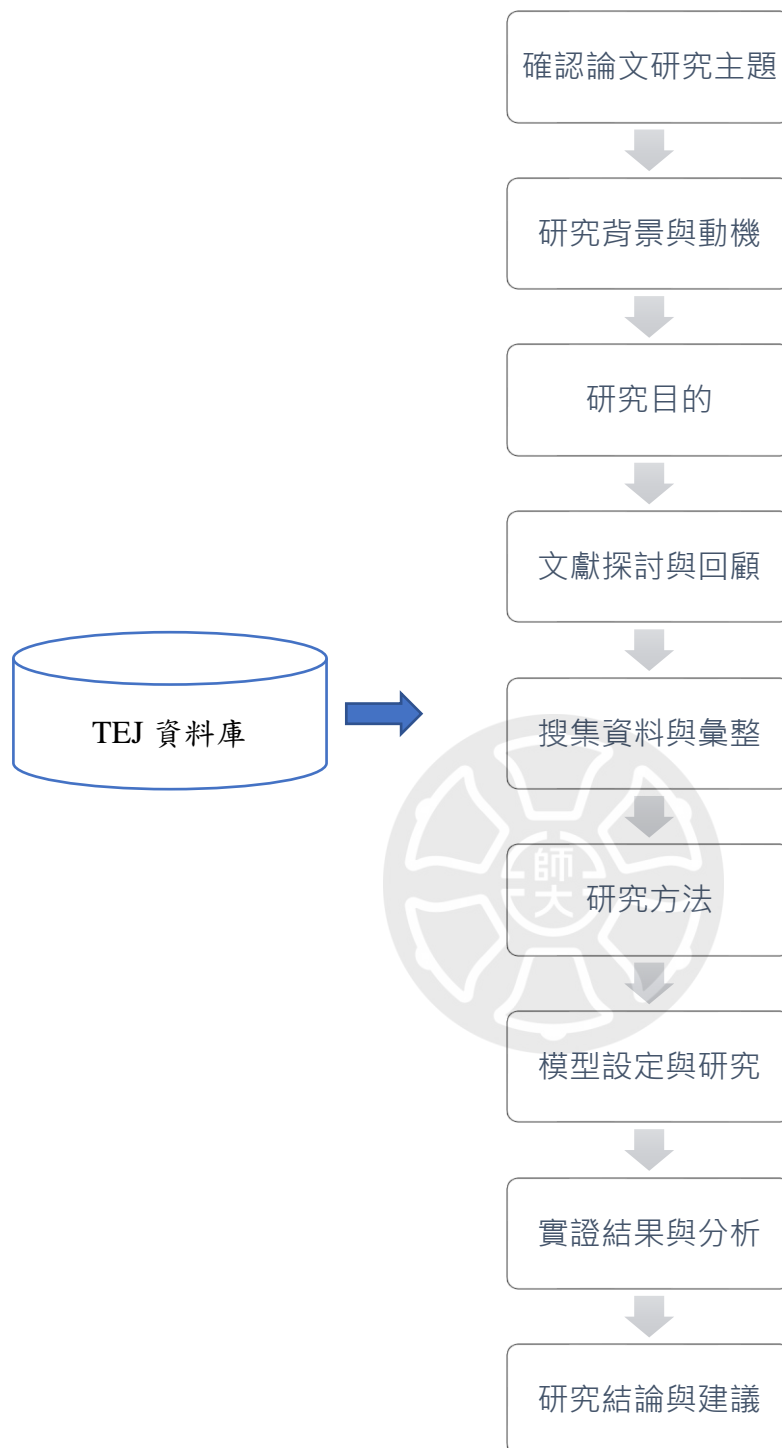 確認論文研究主題
研究背景與動機
研究目的
文獻探討與回顧
TEJ 資料庫
搜集資料與彙整
師大
研究方法
模型設定與研究
實證結果與分析
研究結論與建議